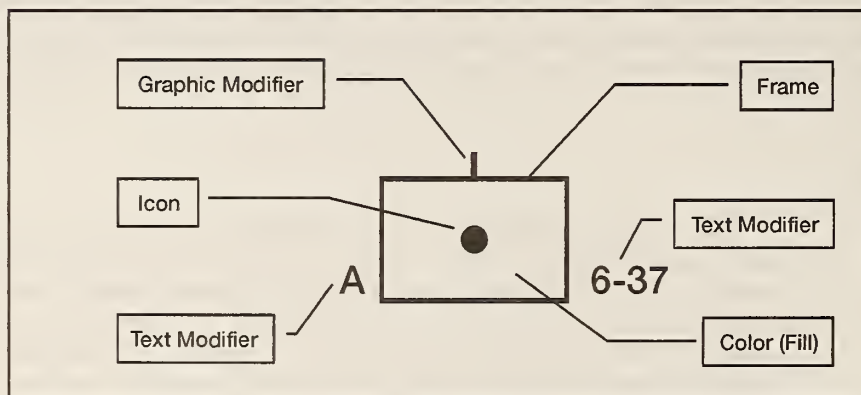 Graphic Modifier
Frame
Icon
Text Modifier
A
6-37
Text Modifier
Color (Fill)